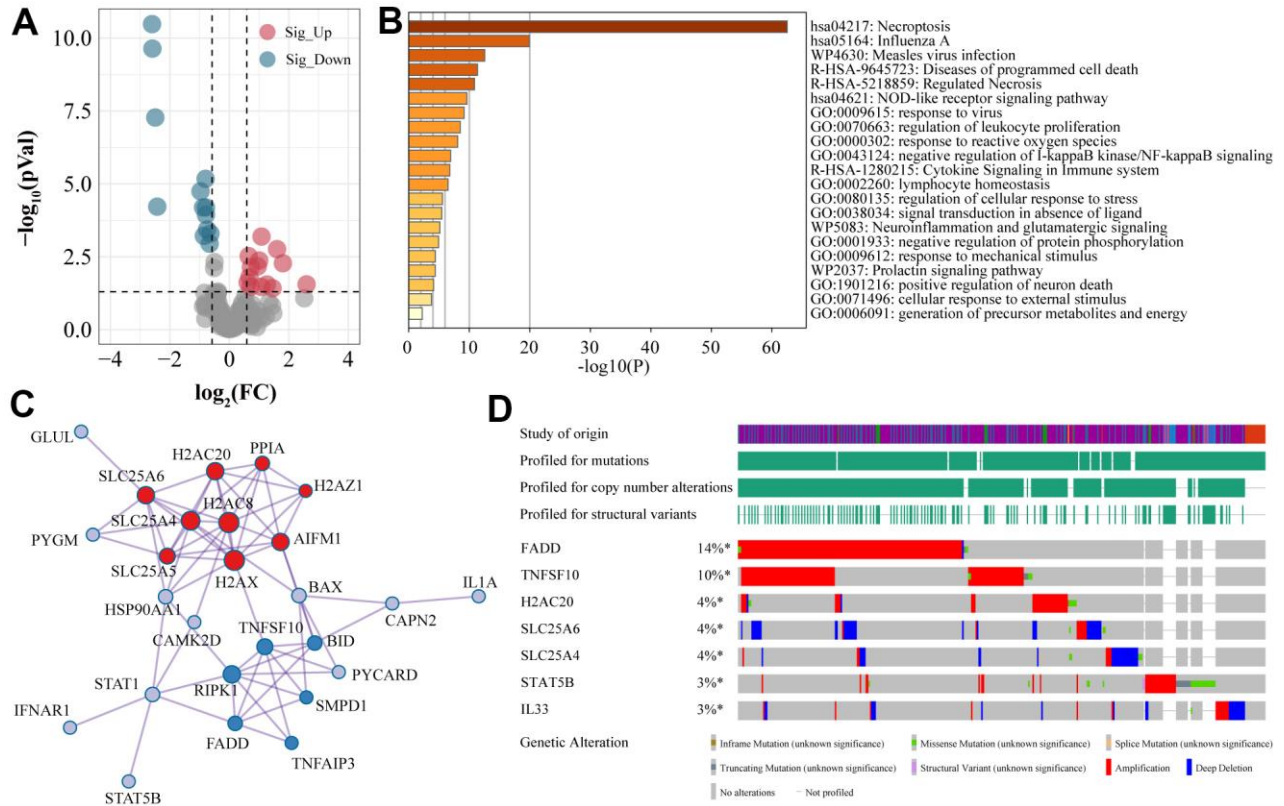 A
Sig_Up
Sig_Down
10.0
7.5
5.0
2.5
0.0
−log10(pVal)
−4 −2 0 2 4
log2(FC)
B
hsa04217: Necroptosis
hsa05164: Influenza A
WP4630: Measles virus infection
R-HSA-9645723: Diseases of programmed cell death
R-HSA-5218859: Regulated Necrosis
hsa04621: NOD-like receptor signaling pathway
GO:0009615: response to virus
GO:0070663: regulation of leukocyte proliferation
GO:0000302: response to reactive oxygen species
GO:0043124: negative regulation of I-kappaB kinase/NF-kappaB signaling
R-HSA-1280215: Cytokine Signaling in Immune system
GO:0002260: lymphocyte homeostasis
GO:0080135: regulation of cellular response to stress
GO:0038034: signal transduction in absence of ligand
WP5083: Neuroinflammation and glutamatergic signaling
GO:0001933: negative regulation of protein phosphorylation
GO:0009612: response to mechanical stimulus
WP2037: Prolactin signaling pathway
GO:1901216: positive regulation of neuron death
GO:0071496: cellular response to external stimulus
GO:0006091: generation of precursor metabolites and energy
0 10 20 30 40 50 60
-log10(P)
C
GLUL
H2AC20
PPIA
SLC25A6
H2AC8
H2AZ1
SLC25A4
PYGM
AIFM1
SLC25A5
H2AX
HSP90AA1
BAX
IL1A
CAMK2D
TNFSF10
CAPN2
BID
STAT1
RIPK1
PYCARD
IFNAR1
SMPD1
FADD
TNFAIP3
STAT5B
D
Study of origin
Profiled for mutations
Profiled for copy number alterations
Profiled for structural variants
FADD 14%*
TNFSF10 10%*
H2AC20 4%*
SLC25A6 4%*
SLC25A4 4%*
STAT5B 3%*
IL33 3%*
Genetic Alteration
Inframe Mutation (unknown significance) Missense Mutation (unknown significance) Splice Mutation (unknown significance)
Truncating Mutation (unknown significance) Structural Variant (unknown significance) Amplification Deep Deletion
No alterations Not profiled